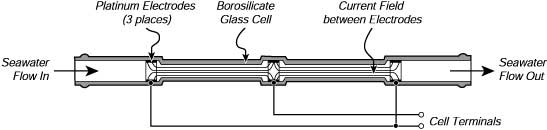 Platinum Electrodes
(3 places)
Borosilicate
Glass Cell
Current Field
between Electrodes
Seawater
Flow In
Seawater
Flow Out
Cell Terminals